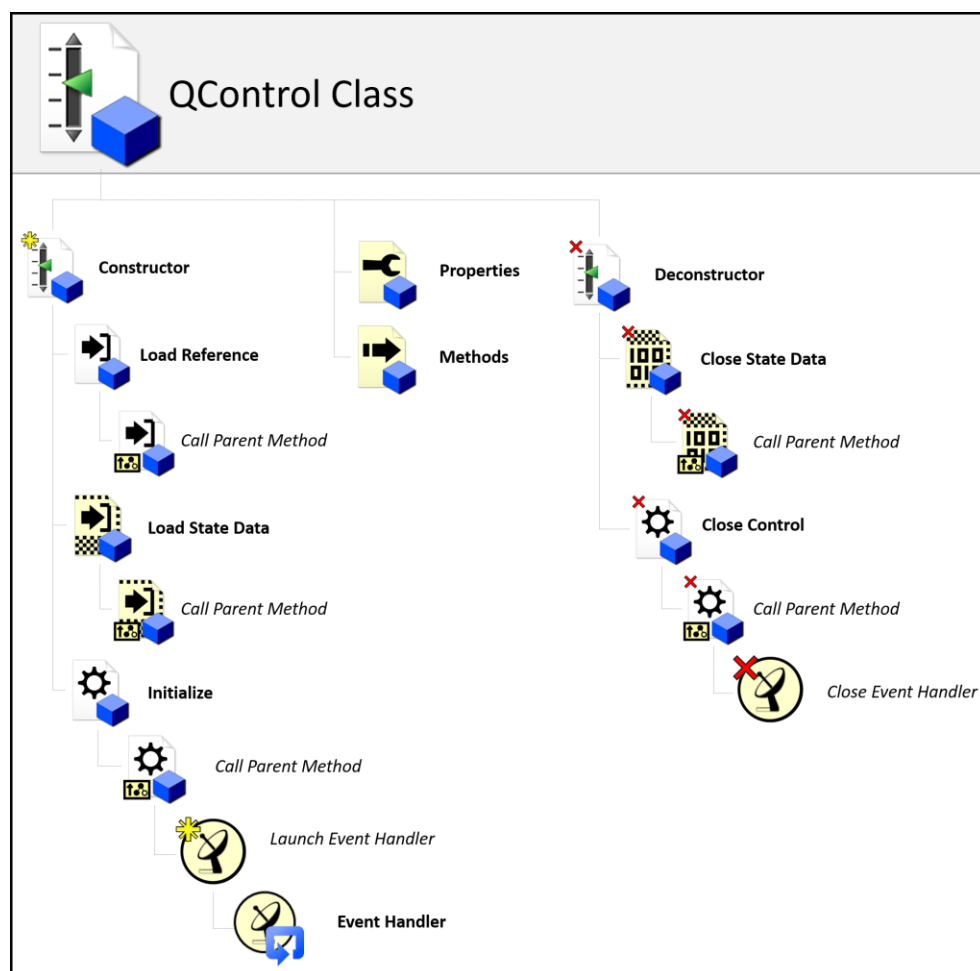 QControl Class
Constructor
Load Reference
Call Parent Method
Load State Data
Call Parent Method
Initialize
Call Parent Method
Launch Event Handler
Event Handler
Properties
Methods
Deconstructor
Close State Data
Call Parent Method
Close Control
Call Parent Method
Close Event Handler